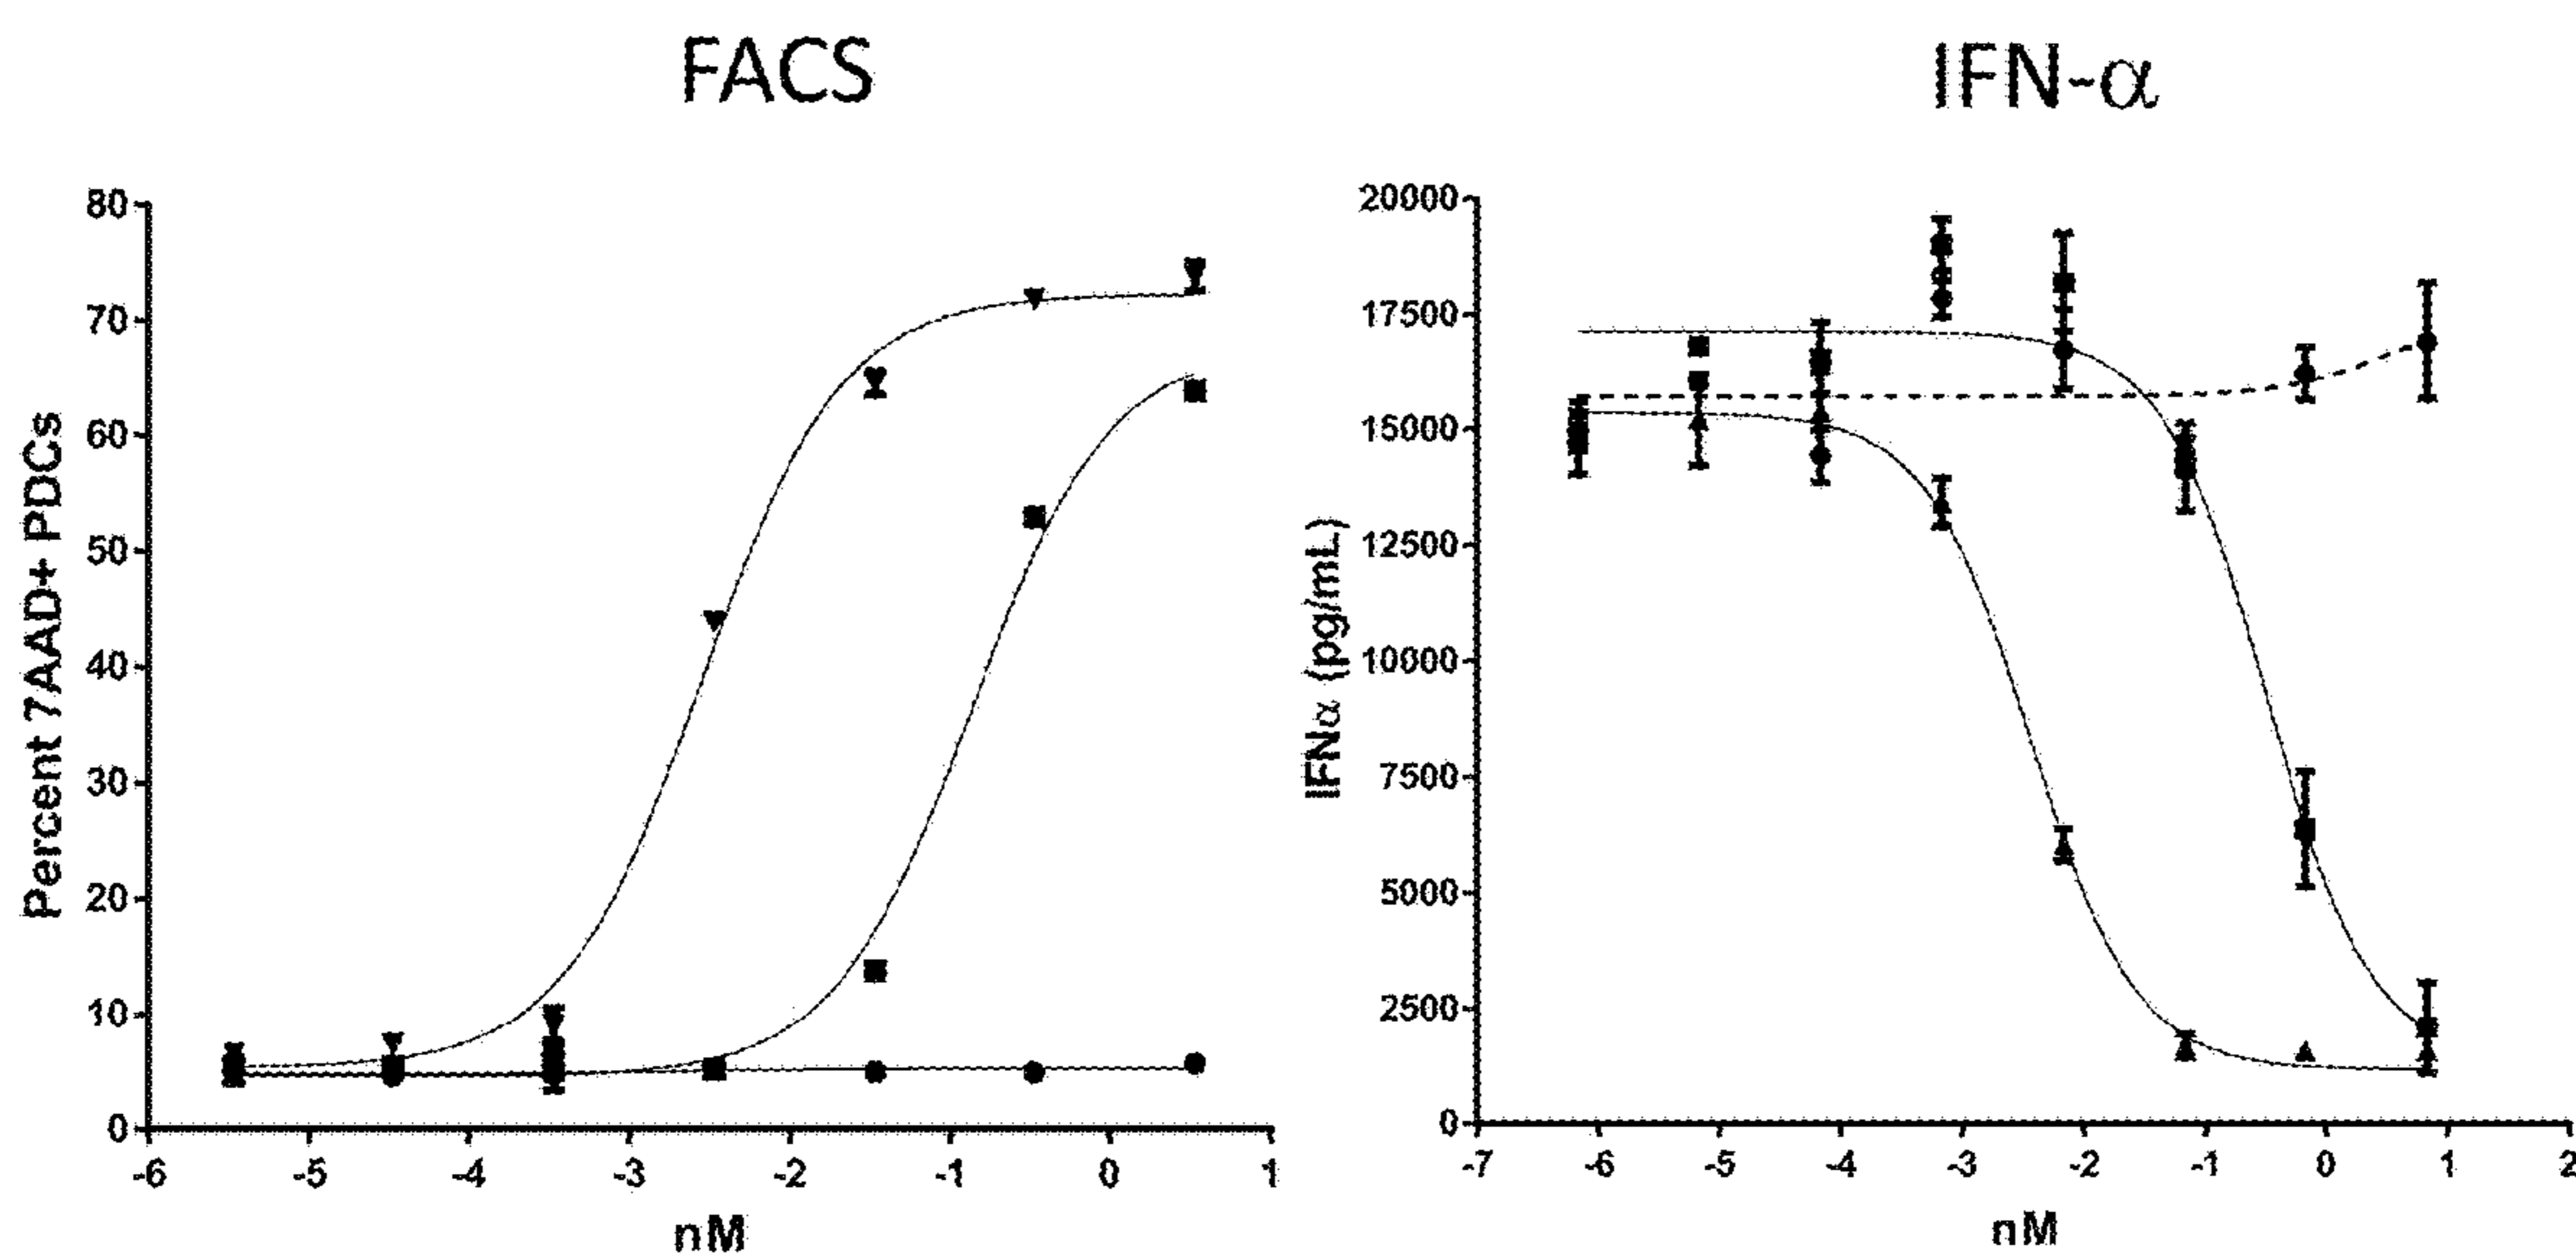 FACS
IFN-α
80
70
60
50
40
30
20
10
0
Percent 7AAD+ PDCs
-6 -5 -4 -3 -2 -1 0 1
nM
20000
17500
15000
12500
10000
7500
5000
2500
0
IFNα (pg/mL)
-7 -6 -5 -4 -3 -2 -1 0 1 2
nM